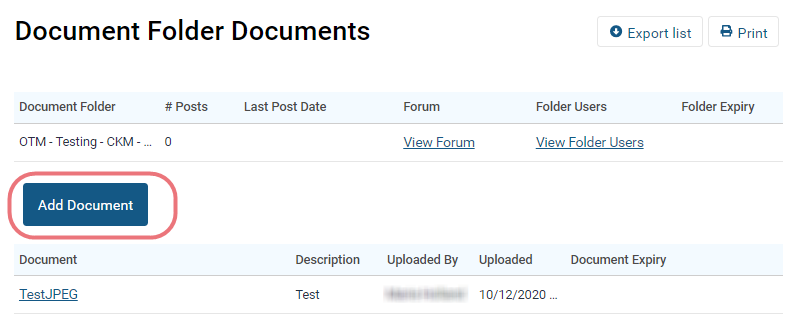 Document Folder Documents
Export list
Print
Document Folder # Posts Last Post Date Forum Folder Users Folder Expiry
OTM - Testing - CKM - ... 0 View Forum View Folder Users
Add Document
Document Description Uploaded By Uploaded Document Expiry
TestJPEG Test 10/12/2020 ...